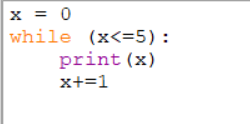 x = 0
while (x<=5):
    print(x)
    x+=1